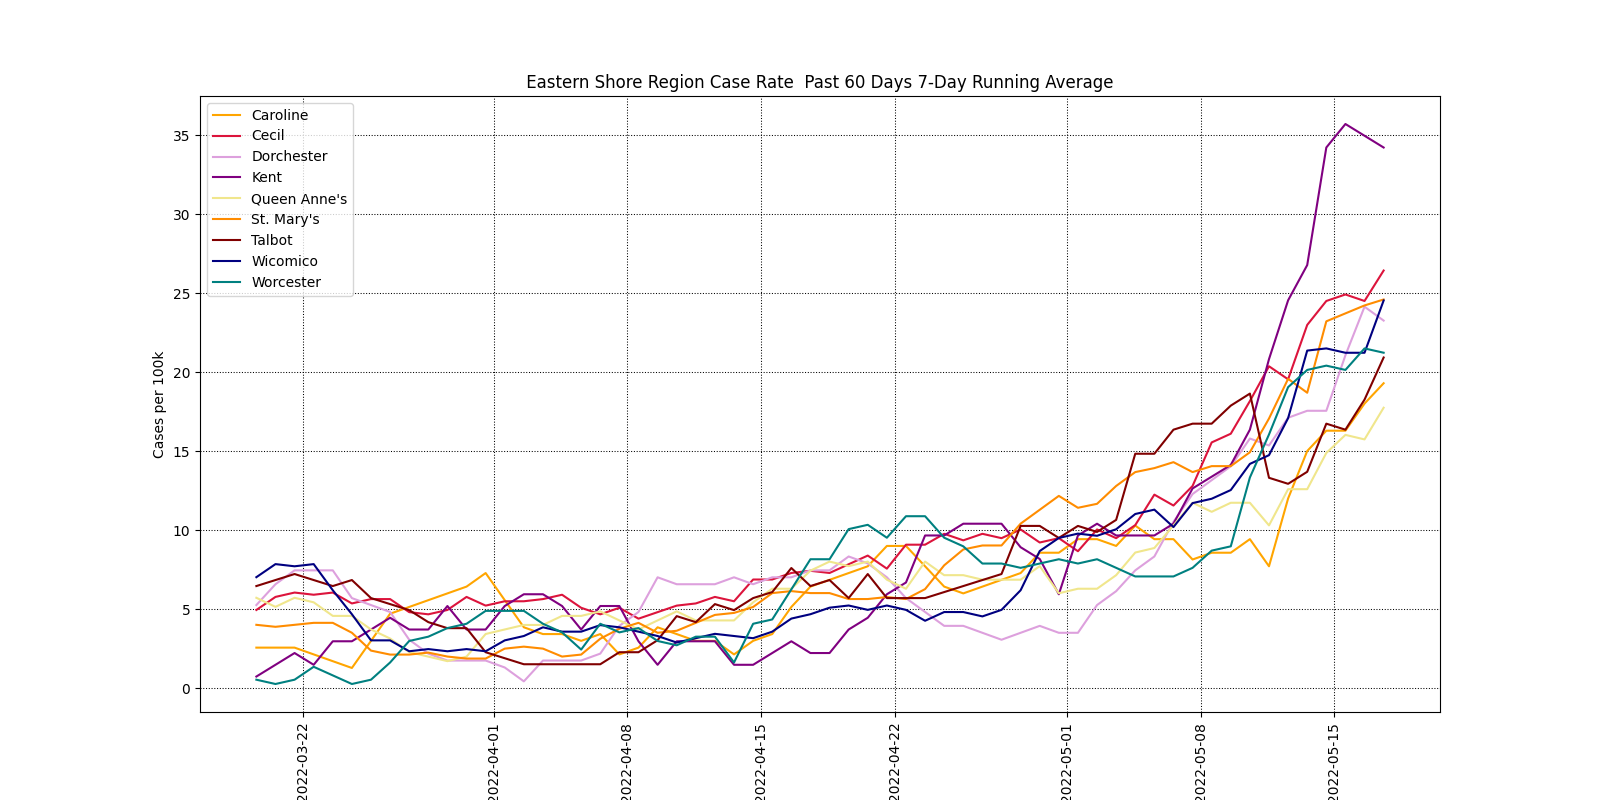 Eastern Shore Region Case Rate  Past 60 Days 7-Day Running Average
Caroline
Cecil
Dorchester
Kent
Queen Anne's
St. Mary's
Talbot
Wicomico
Worcester
Cases per 100k
35
30
25
20
15
10
5
0
2022-03-22
2022-04-01
2022-04-08
2022-04-15
2022-04-22
2022-05-01
2022-05-08
2022-05-15